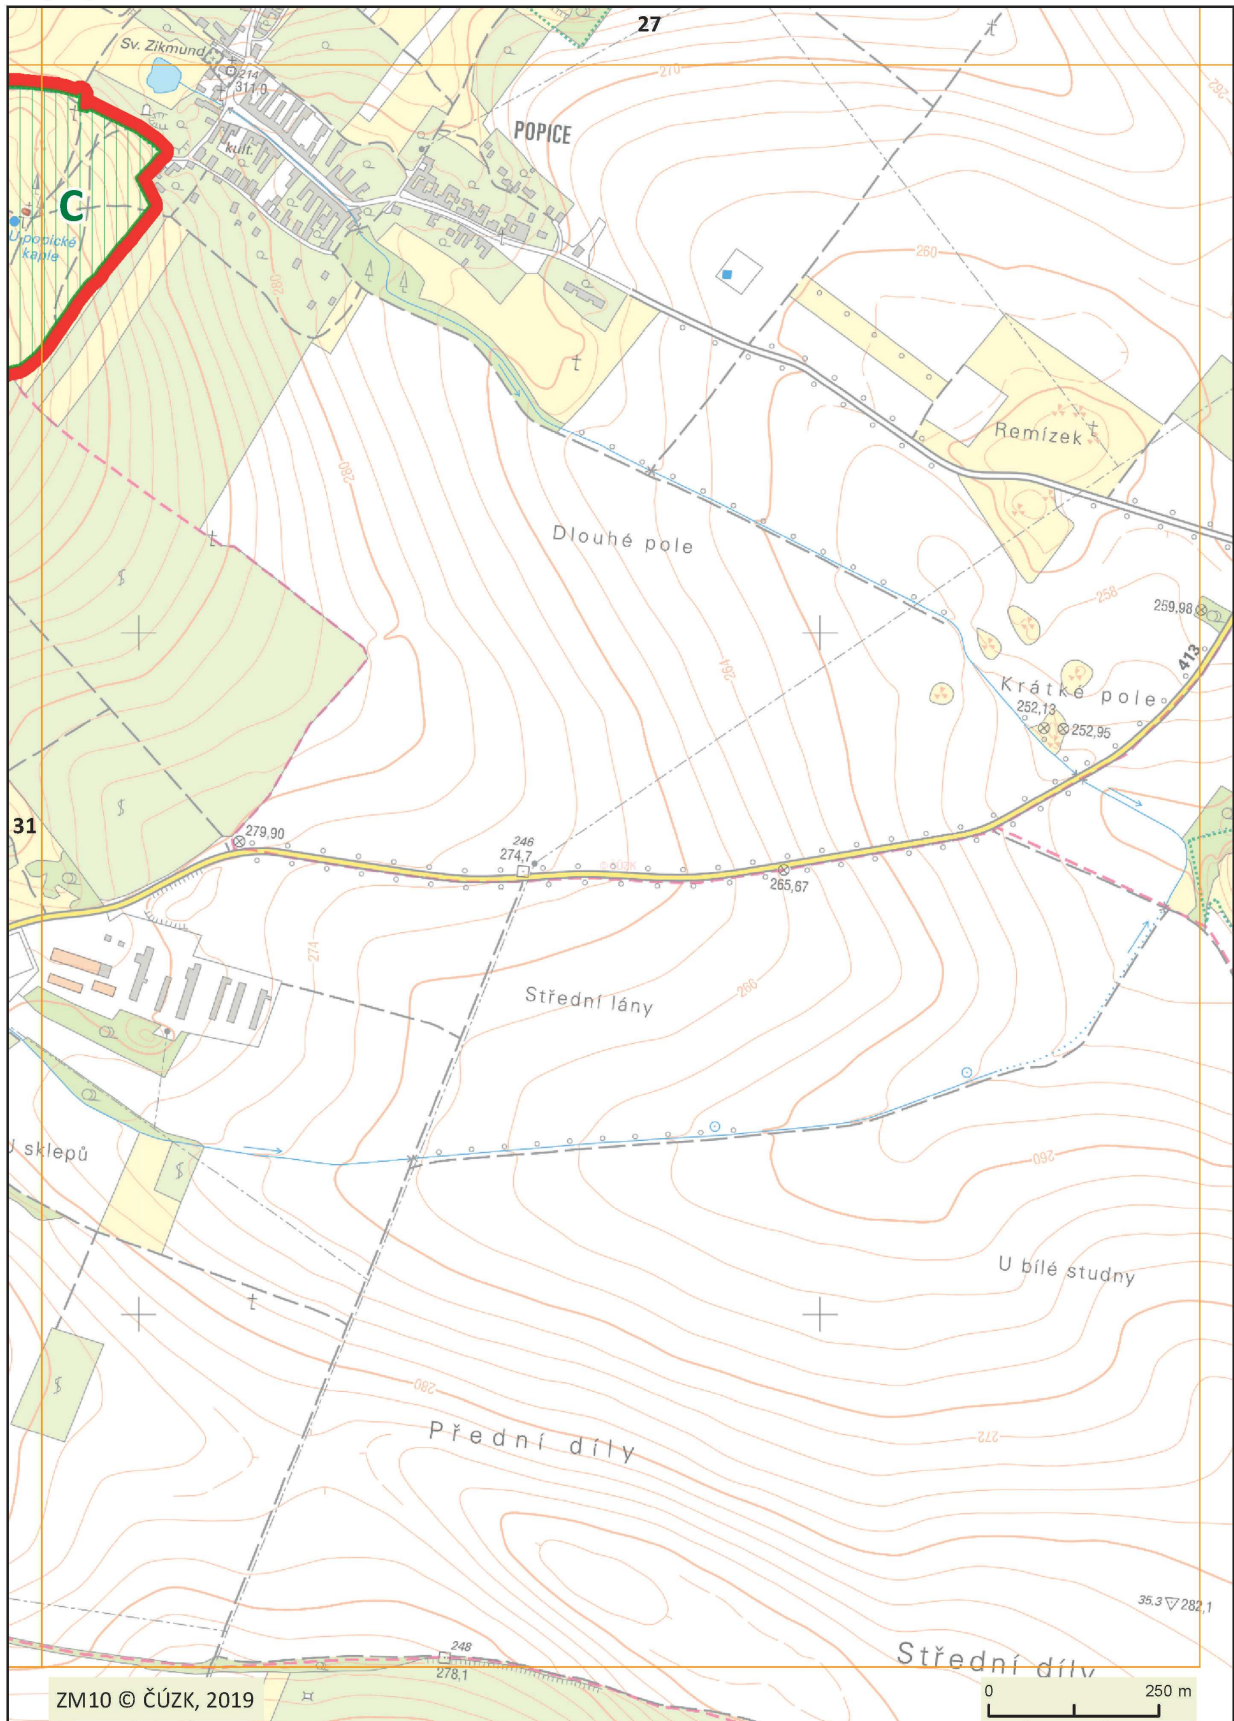 27
Sv. Zikmund
214
311,0
270
262
POPICE
kult.
C
U popické
kaple
280
260
Remízek
280
Dlouhé pole
258
259,98
264
413
Krátké pole
252,13
252,95
31
279,90
246
274,7
© ČÚZK
265,67
274
Střední lány
266
sklepů
260
U bílé studny
280
272
Přední díly
35.3 282,1
248
278,1
Střední díly
ZM10 © ČÚZK, 2019
0 250 m